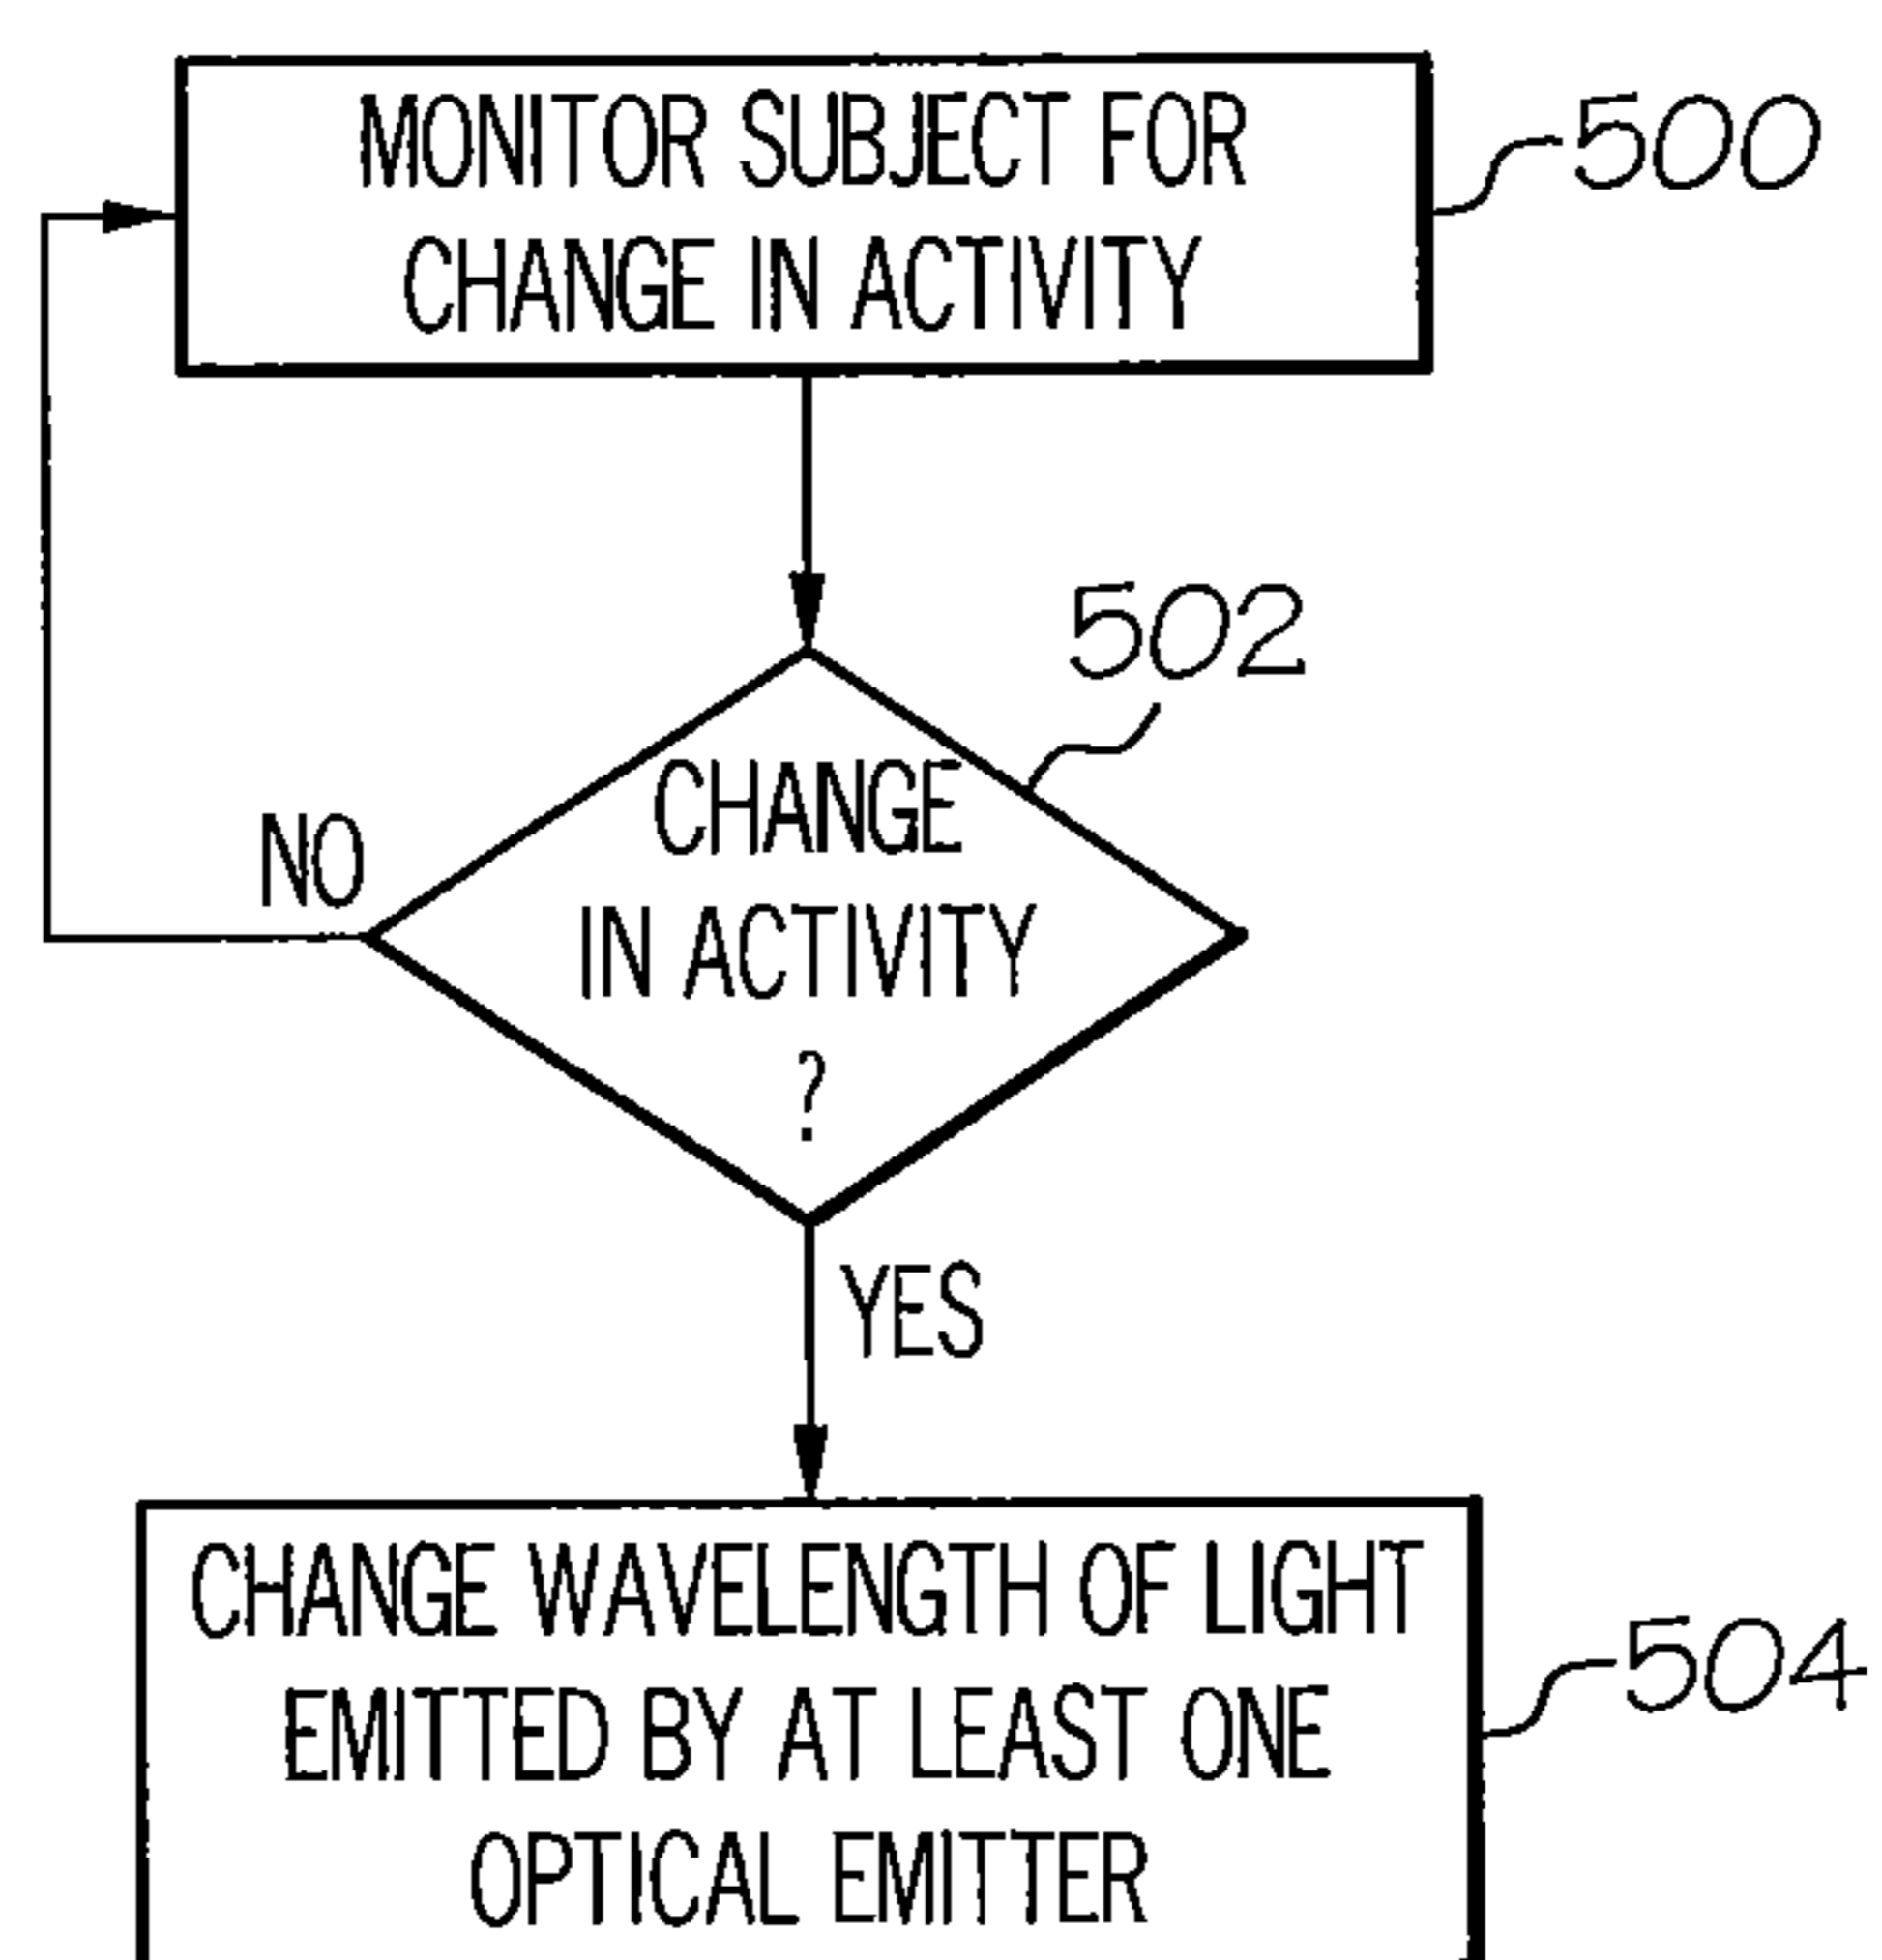 MONITOR SUBJECT FOR
CHANGE IN ACTIVITY
500
502
CHANGE
IN ACTIVITY
?
NO
YES
CHANGE WAVELENGTH OF LIGHT
EMITTED BY AT LEAST ONE
OPTICAL EMITTER
504